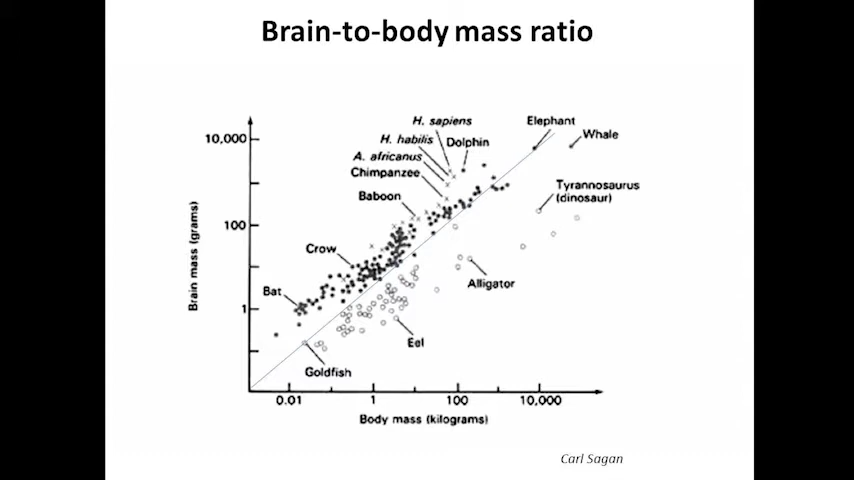 Brain-to-body mass ratio
H. sapiens
H. habilis
Dolphin
A. africanus
Chimpanzee
Baboon
Elephant
Whale
Tyrannosaurus
(dinosaur)
Crow
Bat
Alligator
Eel
Goldfish
Brain mass (grams)
10,000
100
1
0.01
1
100
10,000
Body mass (kilograms)
Carl Sagan